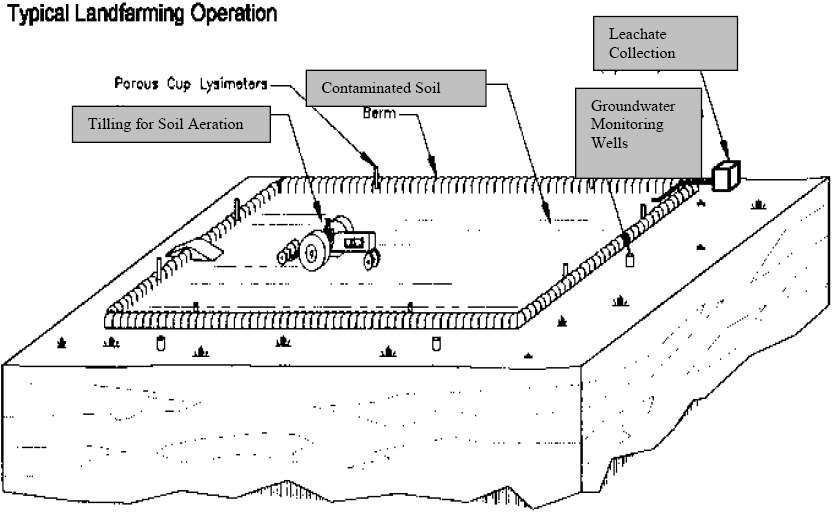 Typical Landfarming Operation
Leachate
Collection
Porous Cup Lysimeters
Contaminated Soil
Groundwater
Monitoring
Wells
Tilling for Soil Aeration
Berm